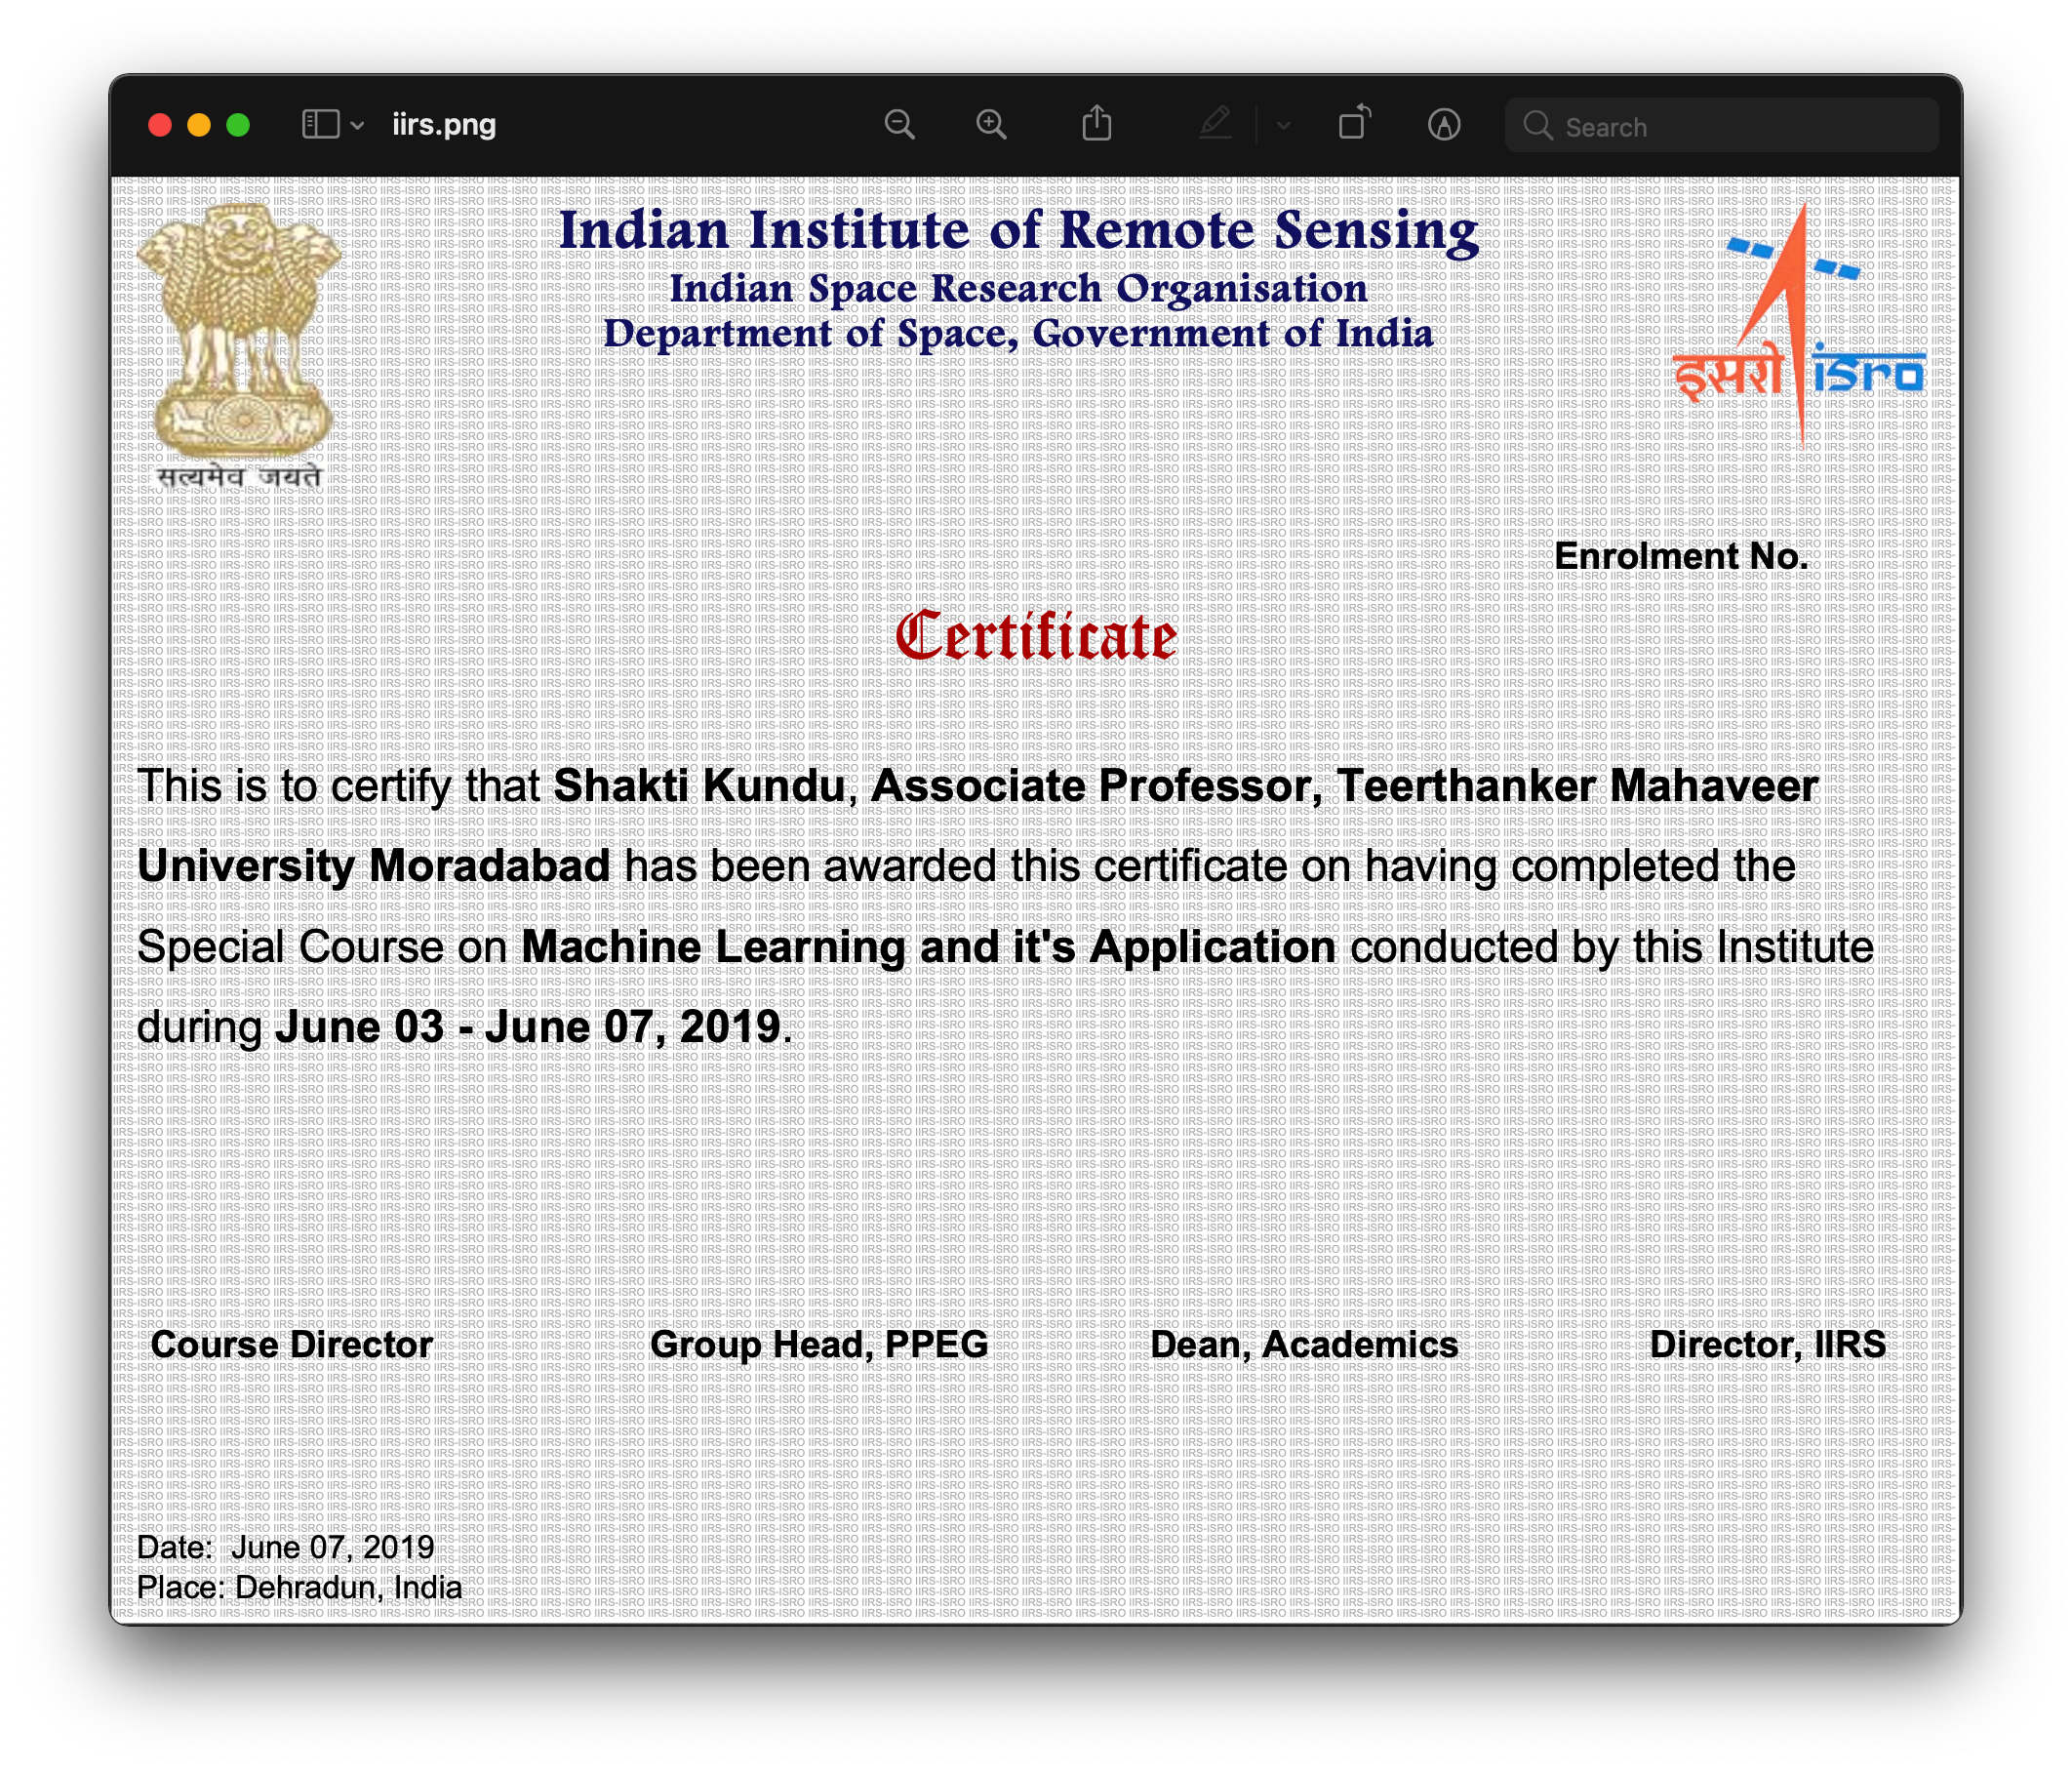 iirs.png
Search
Indian Institute of Remote Sensing
Indian Space Research Organisation
Department of Space, Government of India
सत्यमेव जयते
इसरो isro
Enrolment No.
Certificate
This is to certify that Shakti Kundu, Associate Professor, Teerthanker Mahaveer
University Moradabad has been awarded this certificate on having completed the
Special Course on Machine Learning and it's Application conducted by this Institute
during June 03 - June 07, 2019.
Course Director Group Head, PPEG Dean, Academics Director, IIRS
Date: June 07, 2019
Place: Dehradun, India